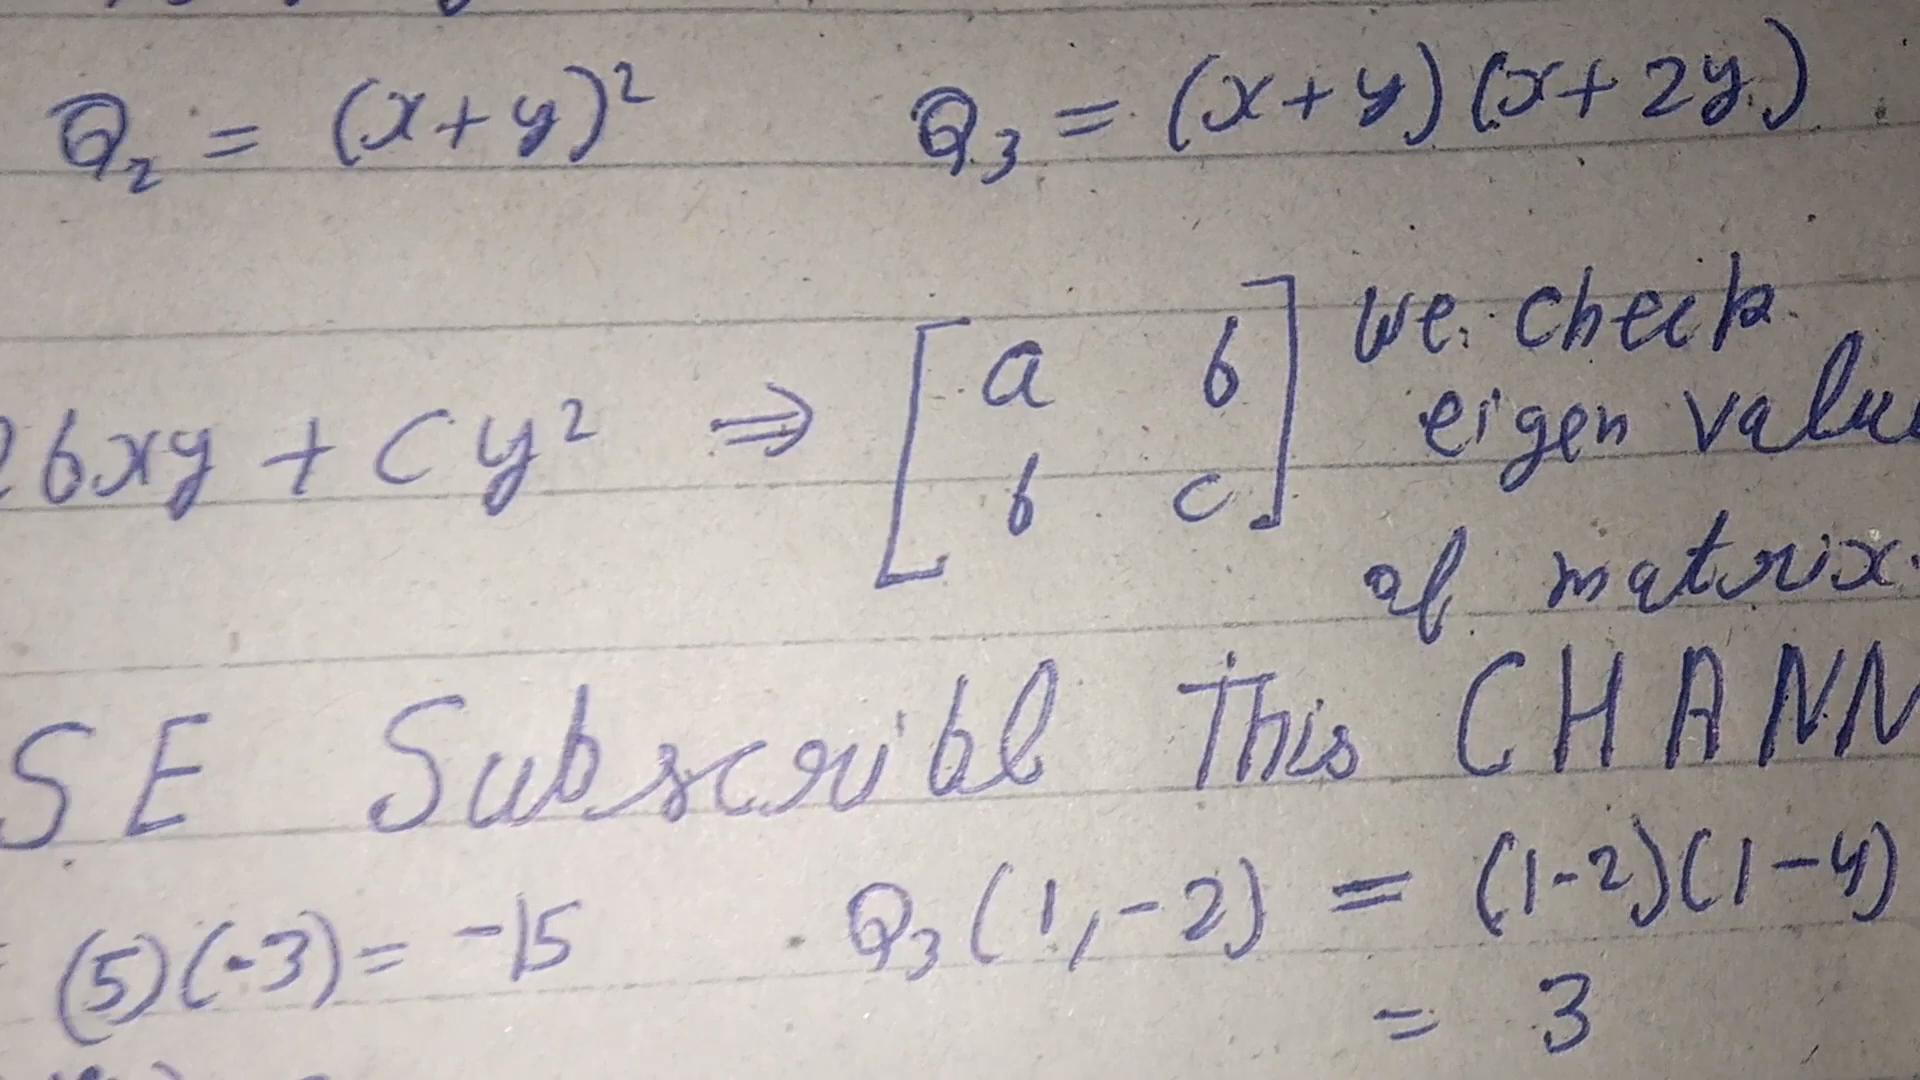 Q₂ = (x+y)² Q₃ = (x+y)(x+2y)
2bxy + cy² ⇒ [a b
b c] we check
eigen value
of matrix.
SE Subscribe This CHANN
(5)(-3) = -15 Q₃(1,-2) = (1-2)(1-4)
= 3